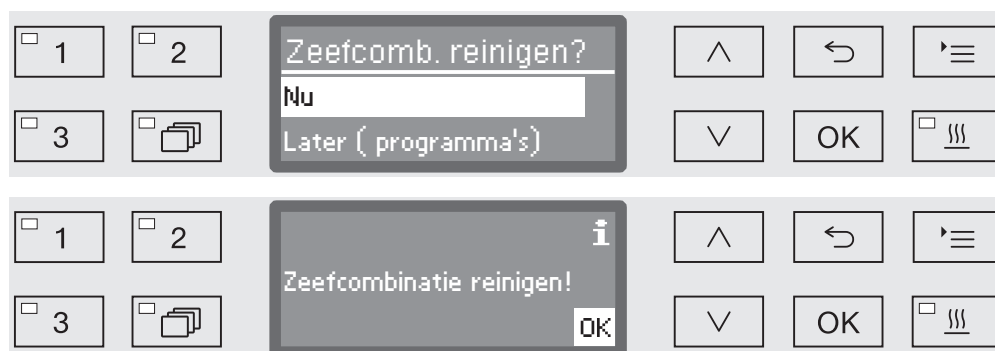 1 2
Zeefcomb. reinigen?
Nu
3
Later ( programma's)
OK
1 2
i
Zeefcombinatie reinigen!
3
OK
OK